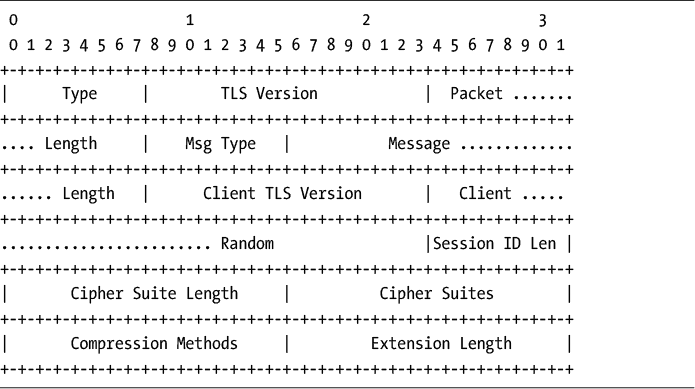 0                   1                   2                   3
 0 1 2 3 4 5 6 7 8 9 0 1 2 3 4 5 6 7 8 9 0 1 2 3 4 5 6 7 8 9 0 1
+-+-+-+-+-+-+-+-+-+-+-+-+-+-+-+-+-+-+-+-+-+-+-+-+-+-+-+-+-+-+-+-+
|      Type     |        TLS Version            |  Packet .......
+-+-+-+-+-+-+-+-+-+-+-+-+-+-+-+-+-+-+-+-+-+-+-+-+-+-+-+-+-+-+-+-+
.... Length     |    Msg Type   |           Message .............
+-+-+-+-+-+-+-+-+-+-+-+-+-+-+-+-+-+-+-+-+-+-+-+-+-+-+-+-+-+-+-+-+
...... Length   |      Client TLS Version       |   Client .....
+-+-+-+-+-+-+-+-+-+-+-+-+-+-+-+-+-+-+-+-+-+-+-+-+-+-+-+-+-+-+-+-+
........................ Random                 |Session ID Len |
+-+-+-+-+-+-+-+-+-+-+-+-+-+-+-+-+-+-+-+-+-+-+-+-+-+-+-+-+-+-+-+-+
|       Cipher Suite Length     |          Cipher Suites        |
+-+-+-+-+-+-+-+-+-+-+-+-+-+-+-+-+-+-+-+-+-+-+-+-+-+-+-+-+-+-+-+-+
|       Compression Methods     |         Extension Length      |
+-+-+-+-+-+-+-+-+-+-+-+-+-+-+-+-+-+-+-+-+-+-+-+-+-+-+-+-+-+-+-+-+